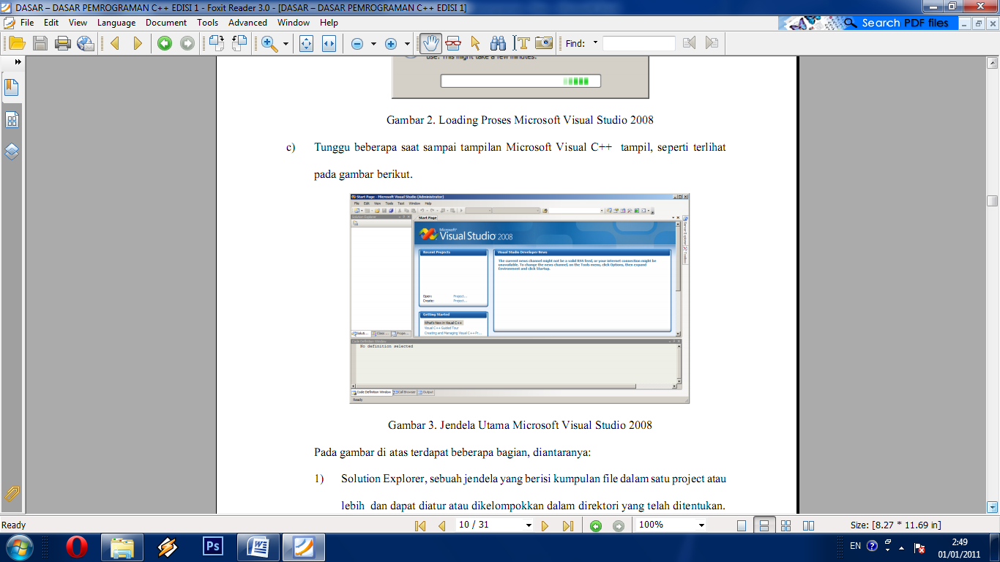 DASAR – DASAR PEMROGRAMAN C++ EDISI 1 - Foxit Reader 3.0 - [DASAR – DASAR PEMROGRAMAN C++ EDISI 1]
File Edit View Language Document Tools Advanced Window Help
Search PDF files
Find:
use. This might take a few minutes.
Gambar 2. Loading Proses Microsoft Visual Studio 2008
c) Tunggu beberapa saat sampai tampilan Microsoft Visual C++ tampil, seperti terlihat
pada gambar berikut.
Start Page - Microsoft Visual Studio (Administrator)
File Edit View Tools Test Window Help
Solution Explorer
Start Page
Microsoft
Visual Studio 2008
Recent Projects
Visual Studio Developer News
The current news channel might not be a valid RSS feed, or your internet connection might be
unavailable. To change the news channel, on the Tools menu, click Options, then expand
Environment and click Startup.
Open: Project...
Create: Project...
Getting Started
What's New in Visual C++
Visual C++ Guided Tour
Creating and Managing Visual C++ Pr...
Solut... Class ... Prope...
Server Explorer
Toolbox
Code Definition Window
No definition selected
Code Definition Window Call Browser Output
Ready
Gambar 3. Jendela Utama Microsoft Visual Studio 2008
Pada gambar di atas terdapat beberapa bagian, diantaranya:
1) Solution Explorer, sebuah jendela yang berisi kumpulan file dalam satu project atau
lebih dan dapat diatur atau dikelompokkan dalam direktori yang telah ditentukan.
Ready
10 / 31
100%
Size: [8.27 * 11.69 in]
Ps
EN
2:49
01/01/2011